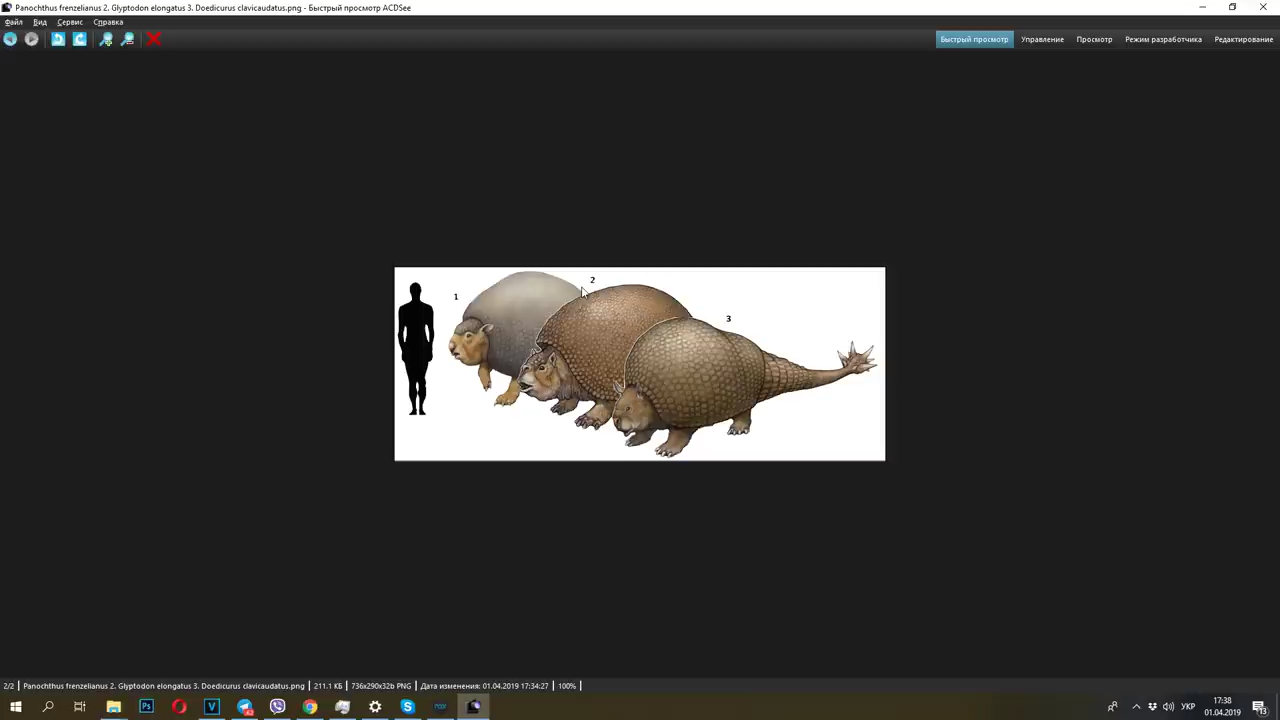 Panochthus frenzelianus 2. Glyptodon elongatus 3. Doedicurus clavicaudatus.png - Быстрый просмотр ACDSee
Файл Вид Сервис Справка
Быстрый просмотр Управление Просмотр Режим разработчика Редактирование
1
2
3
2/2 Panochthus frenzelianus 2. Glyptodon elongatus 3. Doedicurus clavicaudatus.png 211.1 КБ 736x290x32b PNG Дата изменения: 01.04.2019 17:34:27 100%
Ps V 62 УКР 17:38
01.04.2019 13